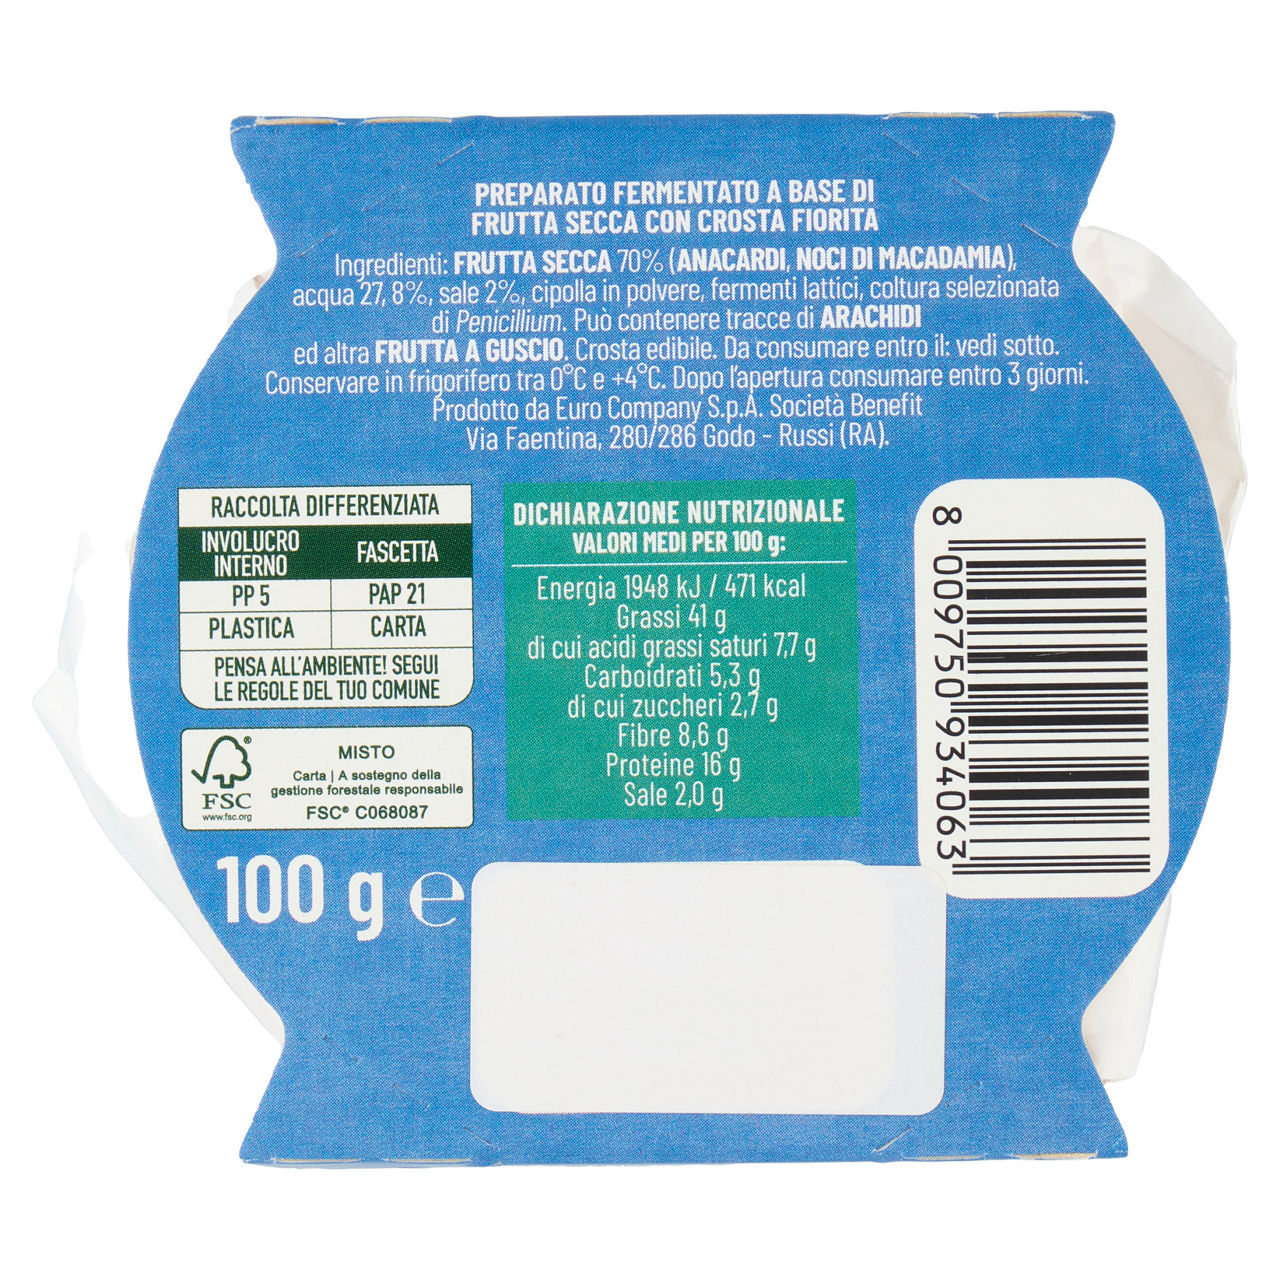 PREPARATO FERMENTATO A BASE DI
FRUTTA SECCA CON CROSTA FIORITA
Ingredienti: FRUTTA SECCA 70% (ANACARDI, NOCI DI MACADAMIA),
acqua 27, 8%, sale 2%, cipolla in polvere, fermenti lattici, coltura selezionata
di Penicillium. Può contenere tracce di ARACHIDI
ed altra FRUTTA A GUSCIO. Crosta edibile. Da consumare entro il: vedi sotto.
Conservare in frigorifero tra 0°C e +4°C. Dopo l'apertura consumare entro 3 giorni.
Prodotto da Euro Company S.p.A. Società Benefit
Via Faentina, 280/286 Godo - Russi (RA).
RACCOLTA DIFFERENZIATA
INVOLUCRO
INTERNO
FASCETTA
PP 5
PAP 21
PLASTICA
CARTA
PENSA ALL'AMBIENTE! SEGUI
LE REGOLE DEL TUO COMUNE
FSC®
www.fsc.org
MISTO
Carta | A sostegno della
gestione forestale responsabile
FSC® C068087
100 g ℮
DICHIARAZIONE NUTRIZIONALE
VALORI MEDI PER 100 g:
Energia 1948 kJ / 471 kcal
Grassi 41 g
di cui acidi grassi saturi 7,7 g
Carboidrati 5,3 g
di cui zuccheri 2,7 g
Fibre 8,6 g
Proteine 16 g
Sale 2,0 g
8 009750 934063